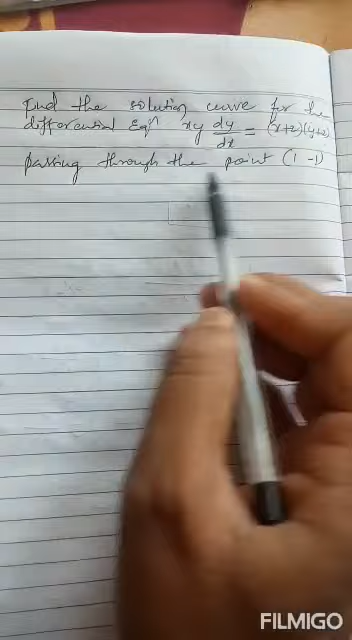 Find the solution curve for the
differential Eqn xy dy/dx = (x+2)(y+2)
passing through the point (1 -1)
FILMIGO